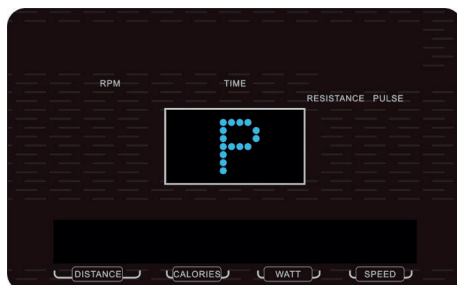 RPM TIME
RESISTANCE PULSE
P
DISTANCE CALORIES WATT SPEED